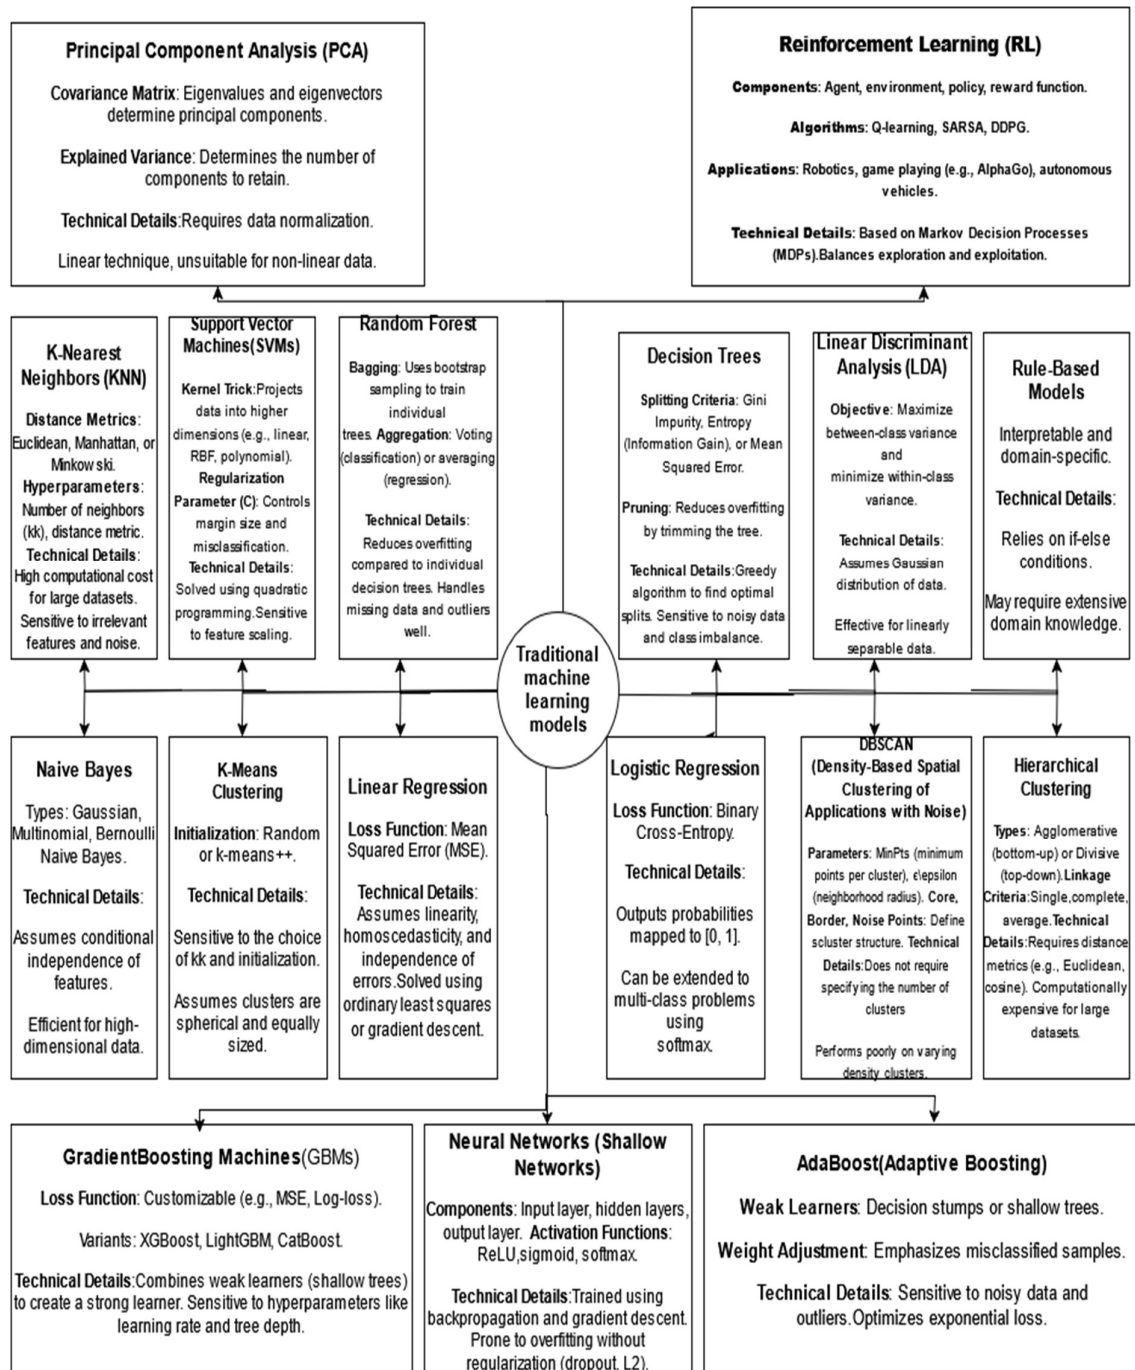 Principal Component Analysis (PCA)
Covariance Matrix: Eigenvalues and eigenvectors
determine principal components.
Explained Variance: Determines the number of
components to retain.
Technical Details:Requires data normalization.
Linear technique, unsuitable for non-linear data.
Reinforcement Learning (RL)
Components: Agent, environment, policy, reward function.
Algorithms: Q-learning, SARSA, DDPG.
Applications: Robotics, game playing (e.g., AlphaGo), autonomous
vehicles.
Technical Details: Based on Markov Decision Processes
(MDPs).Balances exploration and exploitation.
K-Nearest
Neighbors (KNN)
Distance Metrics:
Euclidean, Manhattan, or
Minkowski.
Hyperparameters:
Number of neighbors
(kk), distance metric.
Technical Details:
High computational cost
for large datasets.
Sensitive to irrelevant
features and noise.
Support Vector
Machines(SVMs)
Kernel Trick:Projects
data into higher
dimensions (e.g., linear,
RBF, polynomial).
Regularization
Parameter (C): Controls
margin size and
misclassification.
Technical Details:
Solved using quadratic
programming.Sensitive
to feature scaling.
Random Forest
Bagging: Uses bootstrap
sampling to train
individual
trees. Aggregation: Voting
(classification) or averaging
(regression).
Technical Details:
Reduces overfitting
compared to individual
decision trees. Handles
missing data and outliers
well.
Decision Trees
Splitting Criteria: Gini
Impurity, Entropy
(Information Gain), or Mean
Squared Error.
Pruning: Reduces overfitting
by trimming the tree.
Technical Details:Greedy
algorithm to find optimal
splits. Sensitive to noisy data
and class imbalance.
Linear Discriminant
Analysis (LDA)
Objective: Maximize
between-class variance
and
minimize within-class
variance.
Technical Details:
Assumes Gaussian
distribution of data.
Effective for linearly
separable data.
Rule-Based
Models
Interpretable and
domain-specific.
Technical Details:
Relies on if-else
conditions.
May require extensive
domain knowledge.
Traditional
machine
learning
models
Naive Bayes
Types: Gaussian,
Multinomial, Bernoulli
Naive Bayes.
Technical Details:
Assumes conditional
independence of
features.
Efficient for high-
dimensional data.
K-Means
Clustering
Initialization: Random
or k-means++.
Technical Details:
Sensitive to the choice
of kk and initialization.
Assumes clusters are
spherical and equally
sized.
Linear Regression
Loss Function: Mean
Squared Error (MSE).
Technical Details:
Assumes linearity,
homoscedasticity, and
independence of
errors.Solved using
ordinary least squares
or gradient descent.
Logistic Regression
Loss Function: Binary
Cross-Entropy.
Technical Details:
Outputs probabilities
mapped to [0, 1].
Can be extended to
multi-class problems
using
softmax.
DBSCAN
(Density-Based Spatial
Clustering of
Applications with Noise)
Parameters: MinPts (minimum
points per cluster), ε\epsilon
(neighborhood radius). Core,
Border, Noise Points: Define
scluster structure. Technical
Details:Does not require
specifying the number of
clusters
Performs poorly on varying
density clusters.
Hierarchical
Clustering
Types: Agglomerative
(bottom-up) or Divisive
(top-down).Linkage
Criteria:Single,complete,
average.Technical
Details:Requires distance
metrics (e.g., Euclidean,
cosine). Computationally
expensive for large
datasets.
GradientBoosting Machines(GBMs)
Loss Function: Customizable (e.g., MSE, Log-loss).
Variants: XGBoost, LightGBM, CatBoost.
Technical Details:Combines weak learners (shallow trees)
to create a strong learner. Sensitive to hyperparameters like
learning rate and tree depth.
Neural Networks (Shallow
Networks)
Components: Input layer, hidden layers,
output layer. Activation Functions:
ReLU,sigmoid, softmax.
Technical Details:Trained using
backpropagation and gradient descent.
Prone to overfitting without
regularization (dropout, L2).
AdaBoost(Adaptive Boosting)
Weak Learners: Decision stumps or shallow trees.
Weight Adjustment: Emphasizes misclassified samples.
Technical Details: Sensitive to noisy data and
outliers.Optimizes exponential loss.